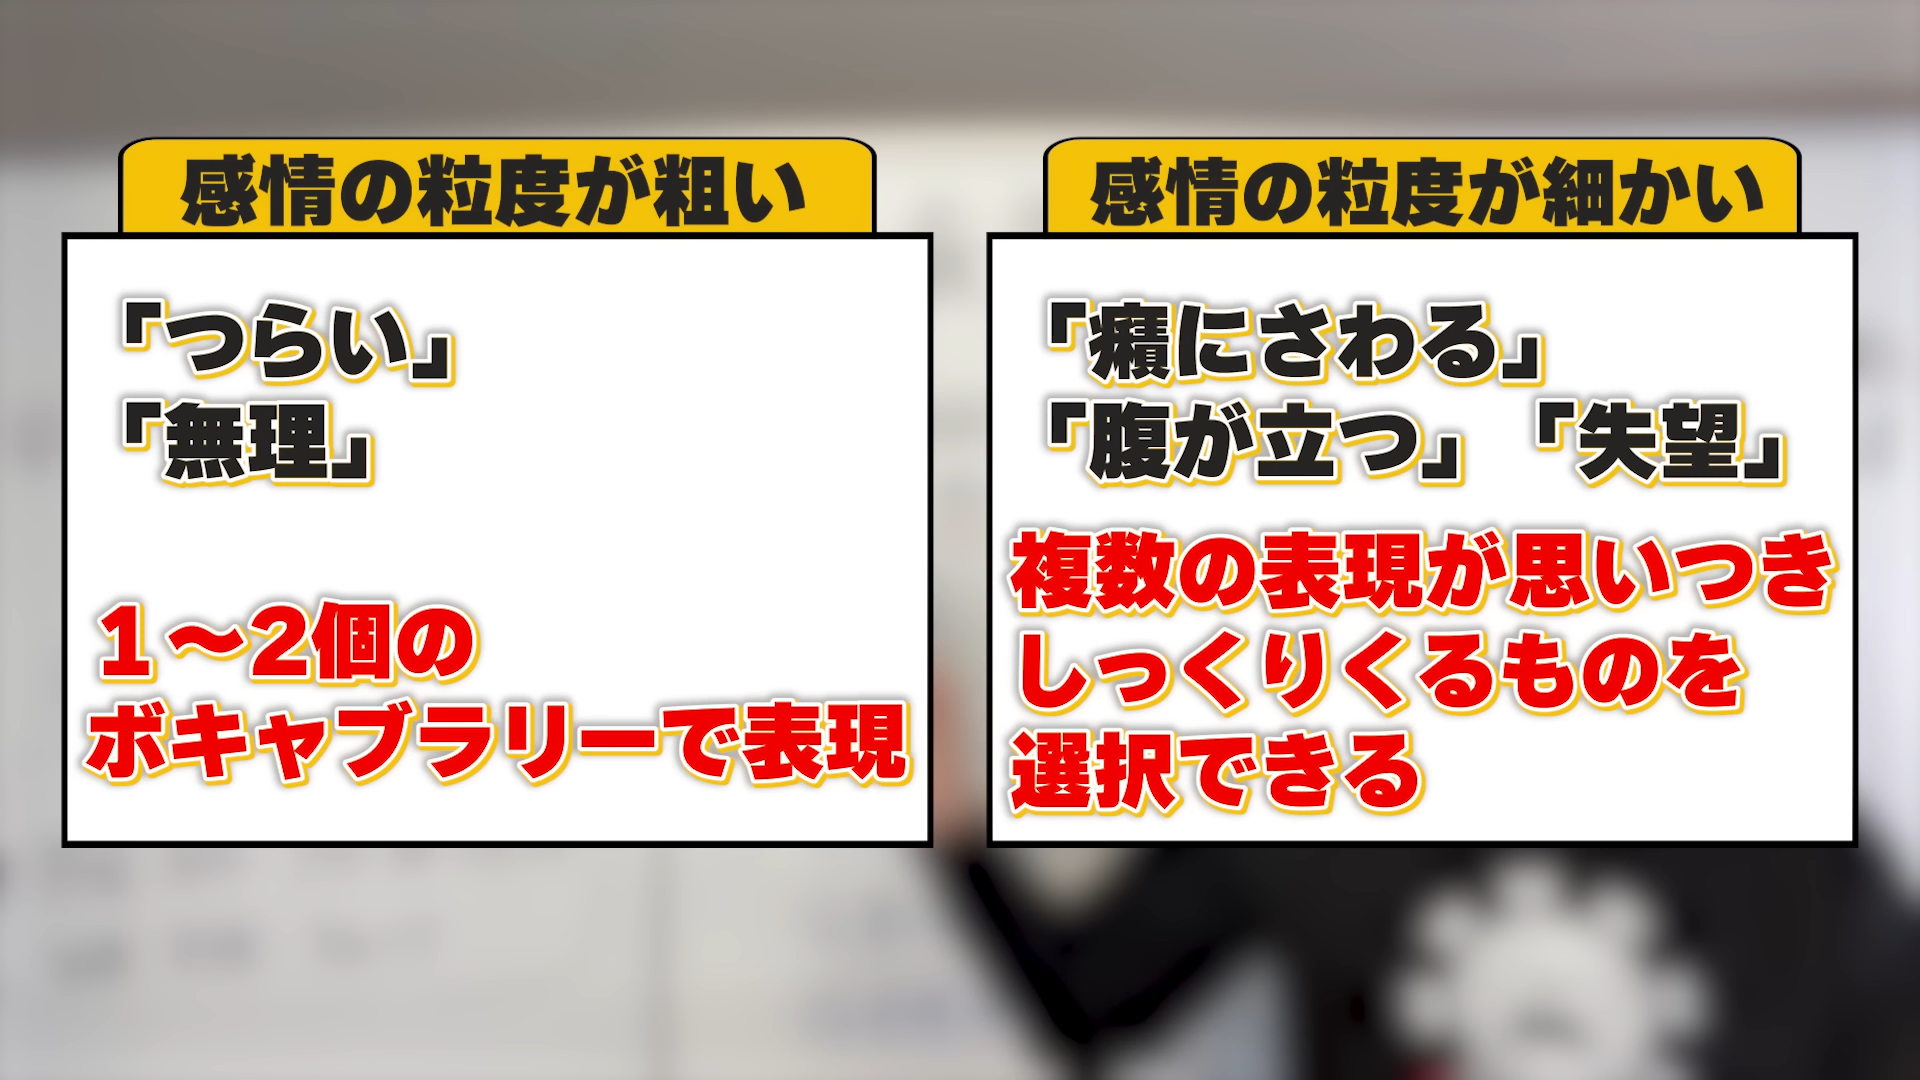 感情の粒度が粗い
「つらい」
「無理」
1〜2個の
ボキャブラリーで表現
感情の粒度が細かい
「癪にさわる」
「腹が立つ」「失望」
複数の表現が思いつき
しっくりくるものを
選択できる